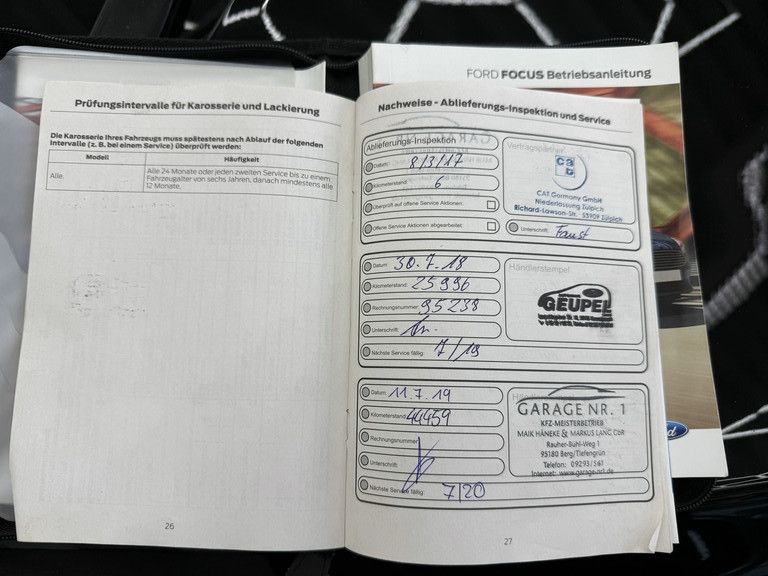 FORD FOCUS Betriebsanleitung
Prüfungsintervalle für Karosserie und Lackierung
Die Karosserie Ihres Fahrzeugs muss spätestens nach Ablauf der folgenden
Intervalle (z. B. bei einem Service) überprüft werden:
Modell
Häufigkeit
Alle.
Alle 24 Monate oder jeden zweiten Service bis zu einem
Fahrzeugalter von sechs Jahren, danach mindestens alle
12 Monate.
26
Nachweise - Ablieferungs-Inspektion und Service
Ablieferungs-Inspektion
Datum: 8/3/17
Kilometerstand: 6
Überprüft auf offene Service Aktionen:
Offene Service Aktionen abgearbeitet:
Vertragspartner
cat
CAT Germany GmbH
Niederlassung Zülpich
Richard-Lawson-Str. 53909 Zülpich
Unterschrift: Faust
Datum: 30.7.18
Kilometerstand: 25996
Rechnungsnummer: 95238
Unterschrift:
Nächste Service fällig: 7/19
Händlerstempel
GEUPEL
Datum: 11.7.19
Kilometerstand: 44459
Rechnungsnummer:
Unterschrift:
Nächste Service fällig: 7/20
GARAGE NR. 1
KFZ-MEISTERBETRIEB
MAIK HÄNEKE & MARKUS LANG GbR
Rauher-Bühl-Weg 1
95180 Berg/Tiefengrün
Telefon: 09293/561
Internet: www.garage-nr1.de
27